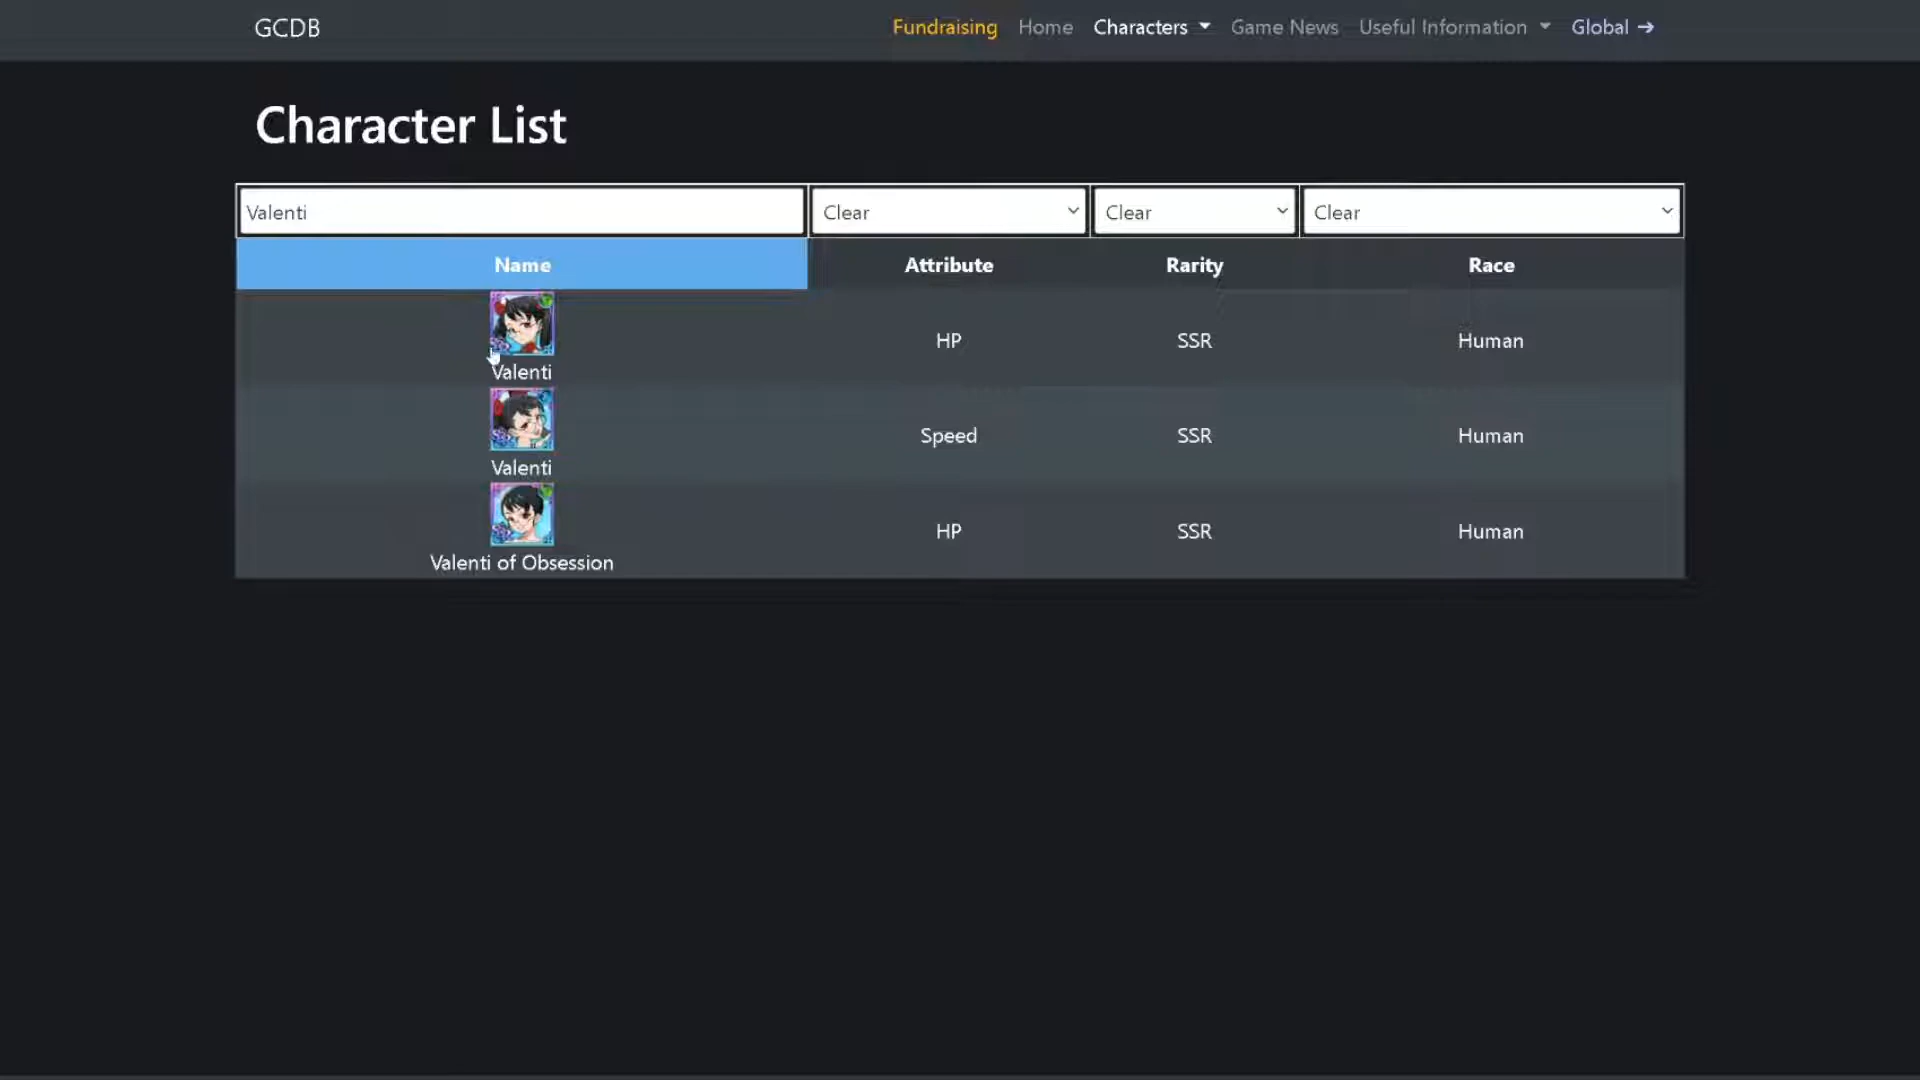 GCDB Fundraising Home Characters Game News Useful Information Global →
Character List
Valenti Clear Clear Clear
Name Attribute Rarity Race
Valenti HP SSR Human
Valenti Speed SSR Human
Valenti of Obsession HP SSR Human